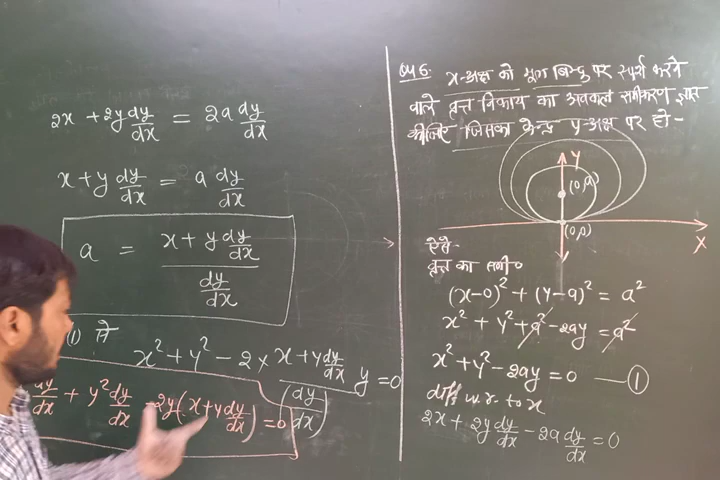 Qu6. x-अक्ष को मूल बिन्दु पर स्पर्श करने
वाले वृत्त निकाय का अवकल समीकरण ज्ञात
कीजिए जिसका केन्द्र y-अक्ष पर हो -
Y
(0,a)
(0,0)
X
ऐसे
वृत्त का समी०
(x-0)² + (y-a)² = a²
x² + y² + a² - 2ay = a²
x² + y² - 2ay = 0 — ①
diff w.r. to x
2x + 2y dy/dx - 2a dy/dx = 0
2x + 2y dy/dx = 2a dy/dx
x + y dy/dx = a dy/dx
a = (x + y dy/dx) / (dy/dx)
(1) से
x² + y² - 2 × (x + y dy/dx) / (dy/dx) y = 0
dy/dx + y² dy/dx - 2y(x + y dy/dx) = 0